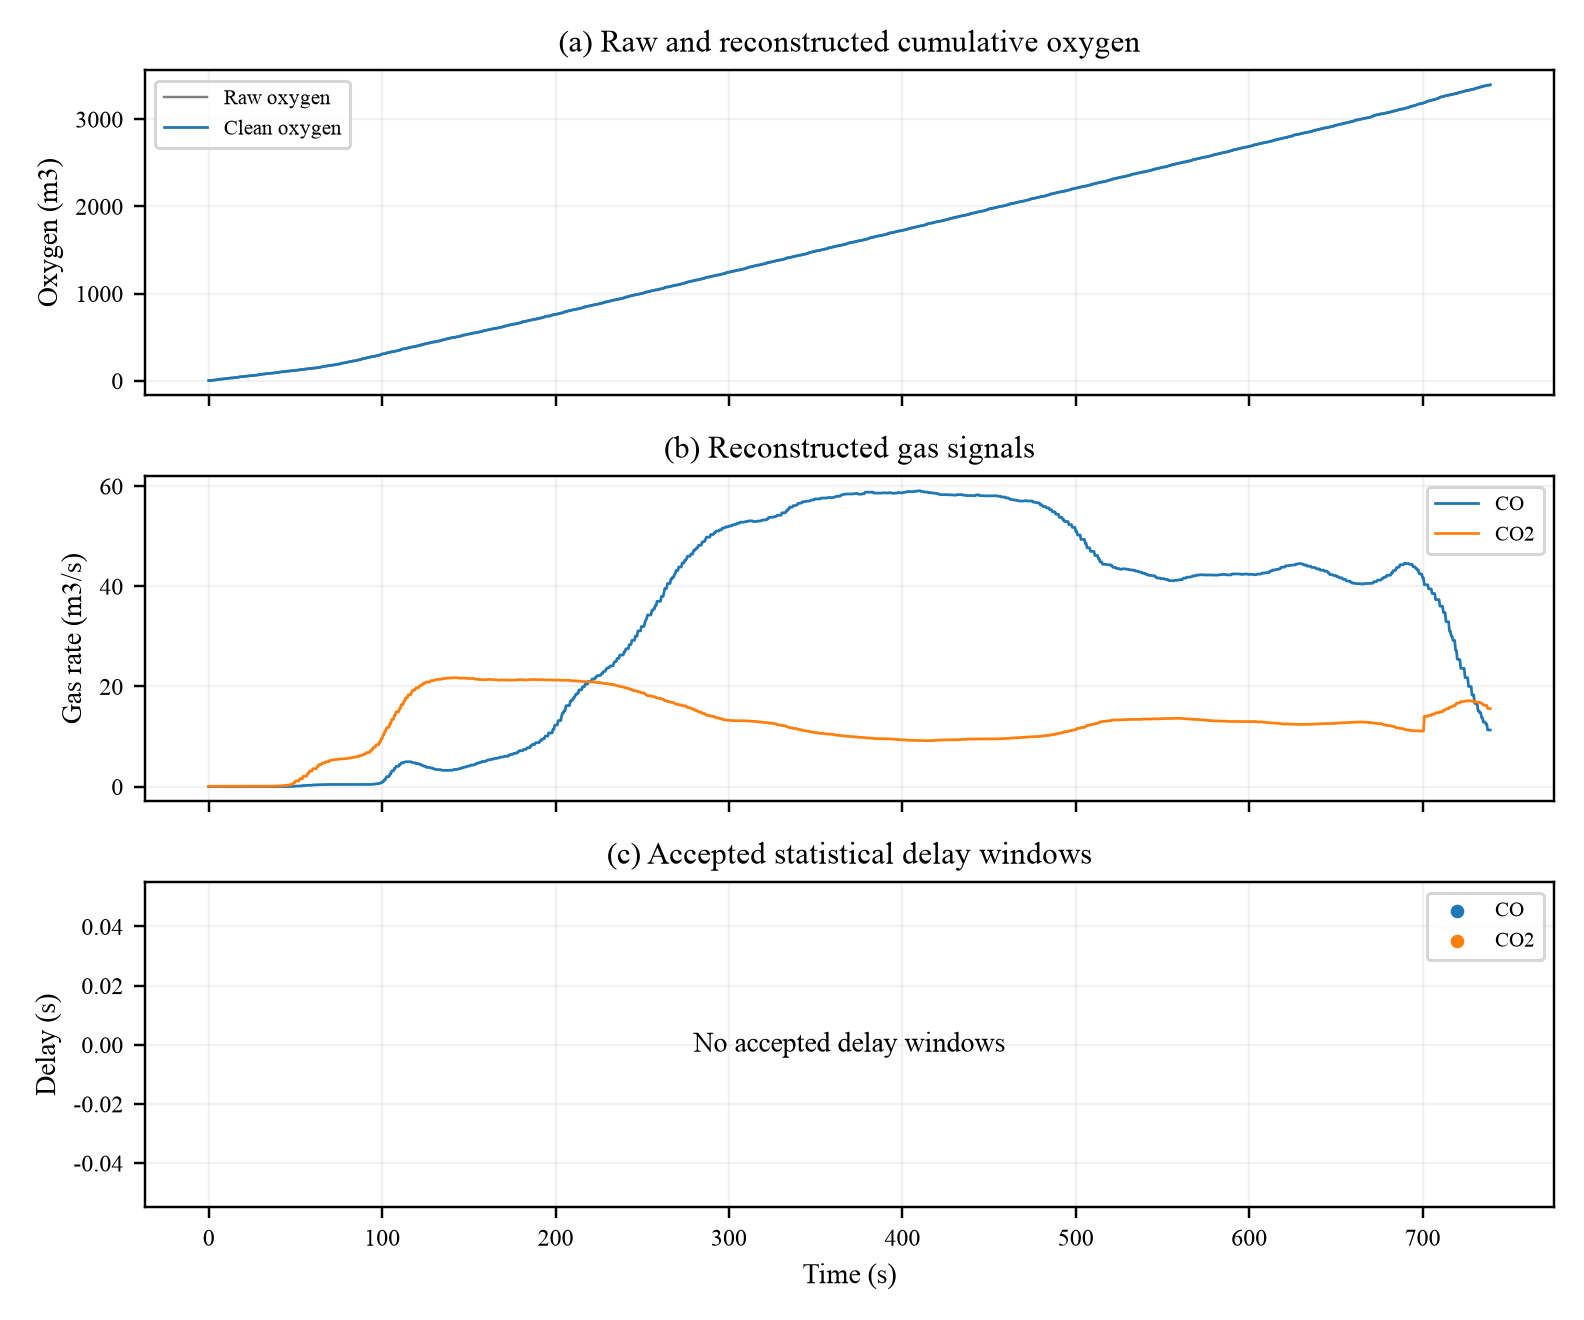 (a) Raw and reconstructed cumulative oxygen
Raw oxygen
Clean oxygen
Oxygen (m3)
3000
2000
1000
0
(b) Reconstructed gas signals
CO
CO2
Gas rate (m3/s)
60
40
20
0
(c) Accepted statistical delay windows
CO
CO2
Delay (s)
0.04
0.02
0.00
-0.02
-0.04
No accepted delay windows
0 100 200 300 400 500 600 700
Time (s)